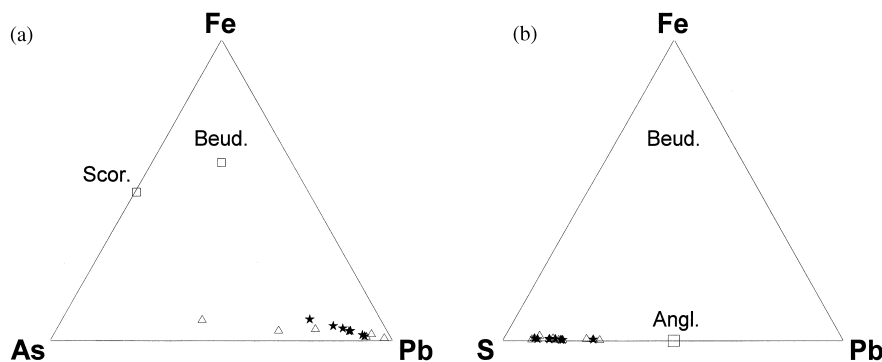 (a)
Fe
Beud.
Scor.
As
Pb
(b)
Fe
Beud.
Angl.
S
Pb